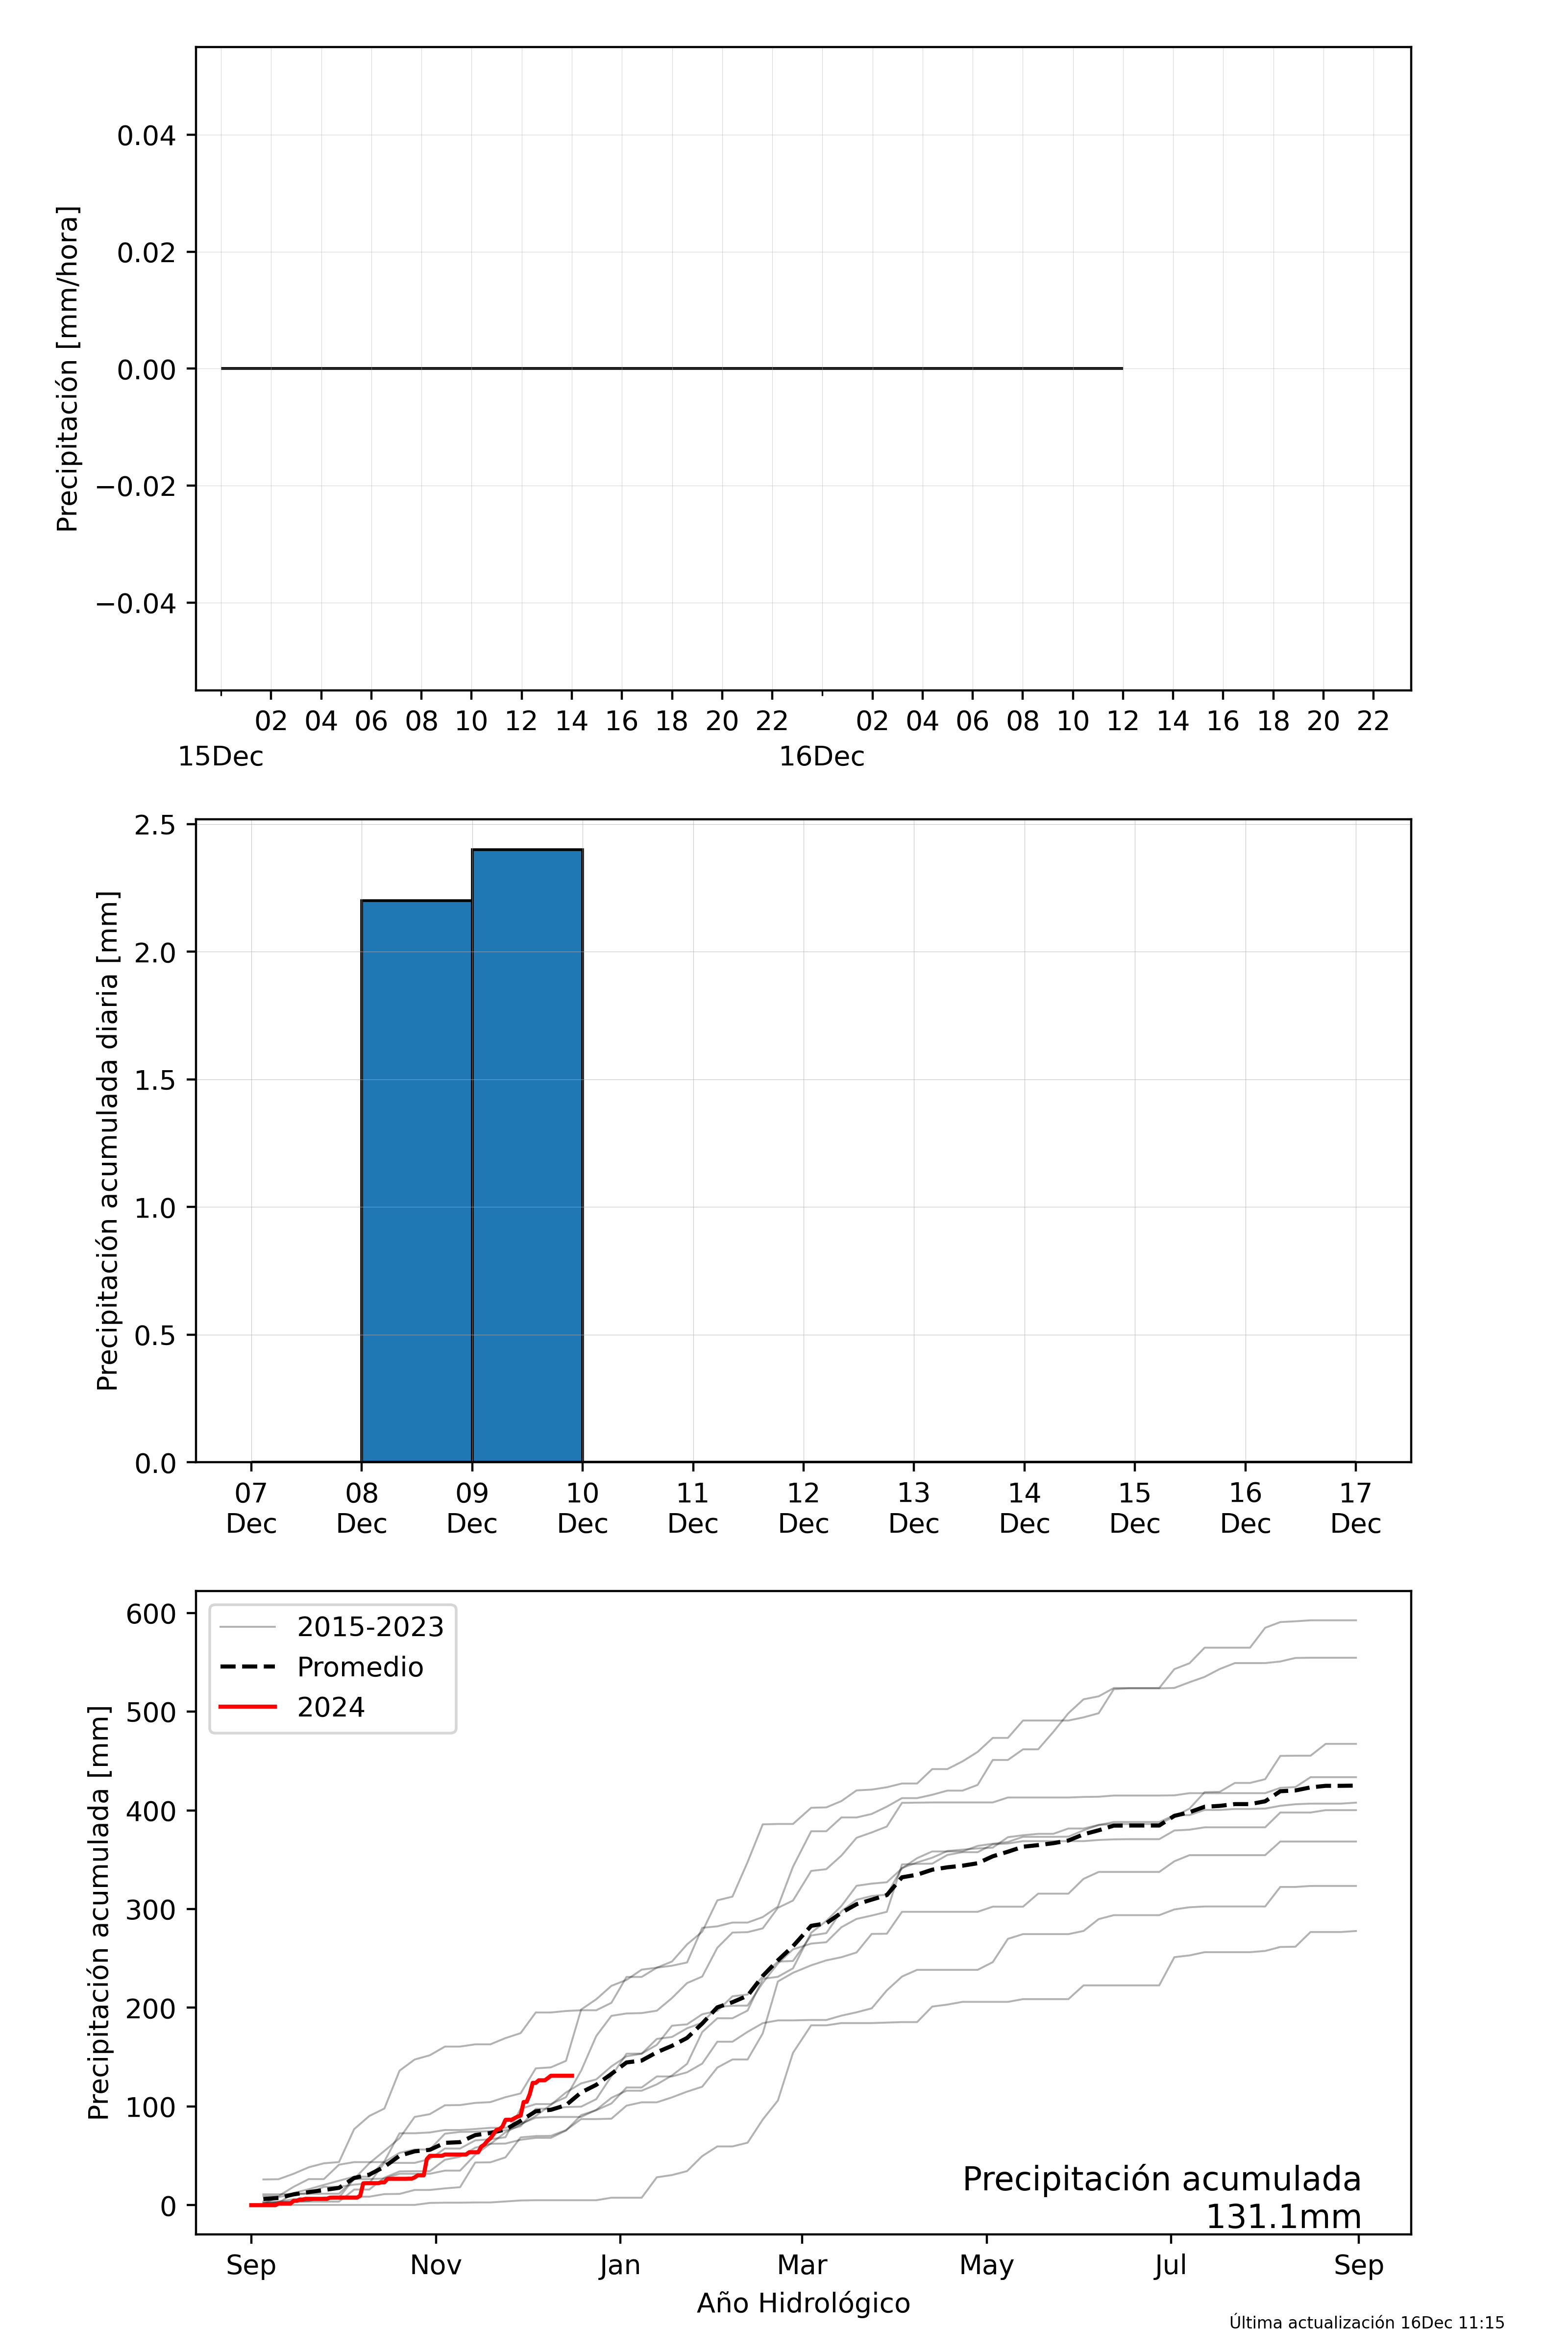 Precipitación [mm/hora]
0.04
0.02
0.00
−0.02
−0.04
02 04 06 08 10 12 14 16 18 20 22 02 04 06 08 10 12 14 16 18 20 22
15Dec 16Dec
Precipitación acumulada diaria [mm]
2.5
2.0
1.5
1.0
0.5
0.0
07 08 09 10 11 12 13 14 15 16 17
Dec Dec Dec Dec Dec Dec Dec Dec Dec Dec Dec
Precipitación acumulada [mm]
600
500
400
300
200
100
0
2015-2023
Promedio
2024
Precipitación acumulada
131.1mm
Sep Nov Jan Mar May Jul Sep
Año Hidrológico
Última actualización 16Dec 11:15